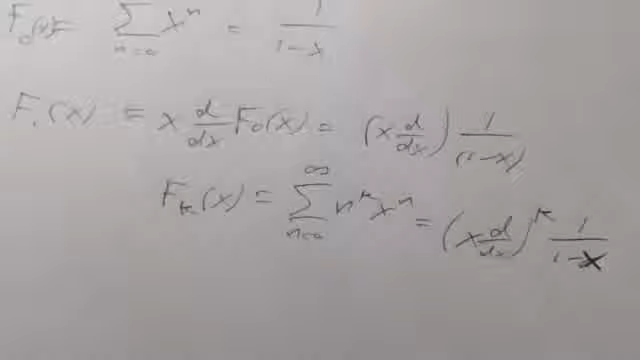 F₀(x) = ∑_{n=0} xⁿ = 1/(1-x)
F₁(x) = x d/dx F₀(x) = (x d/dx) 1/(1-x)
F_k(x) = ∑_{n=0}^{∞} n^k xⁿ = (x d/dx)^k 1/(1-x)